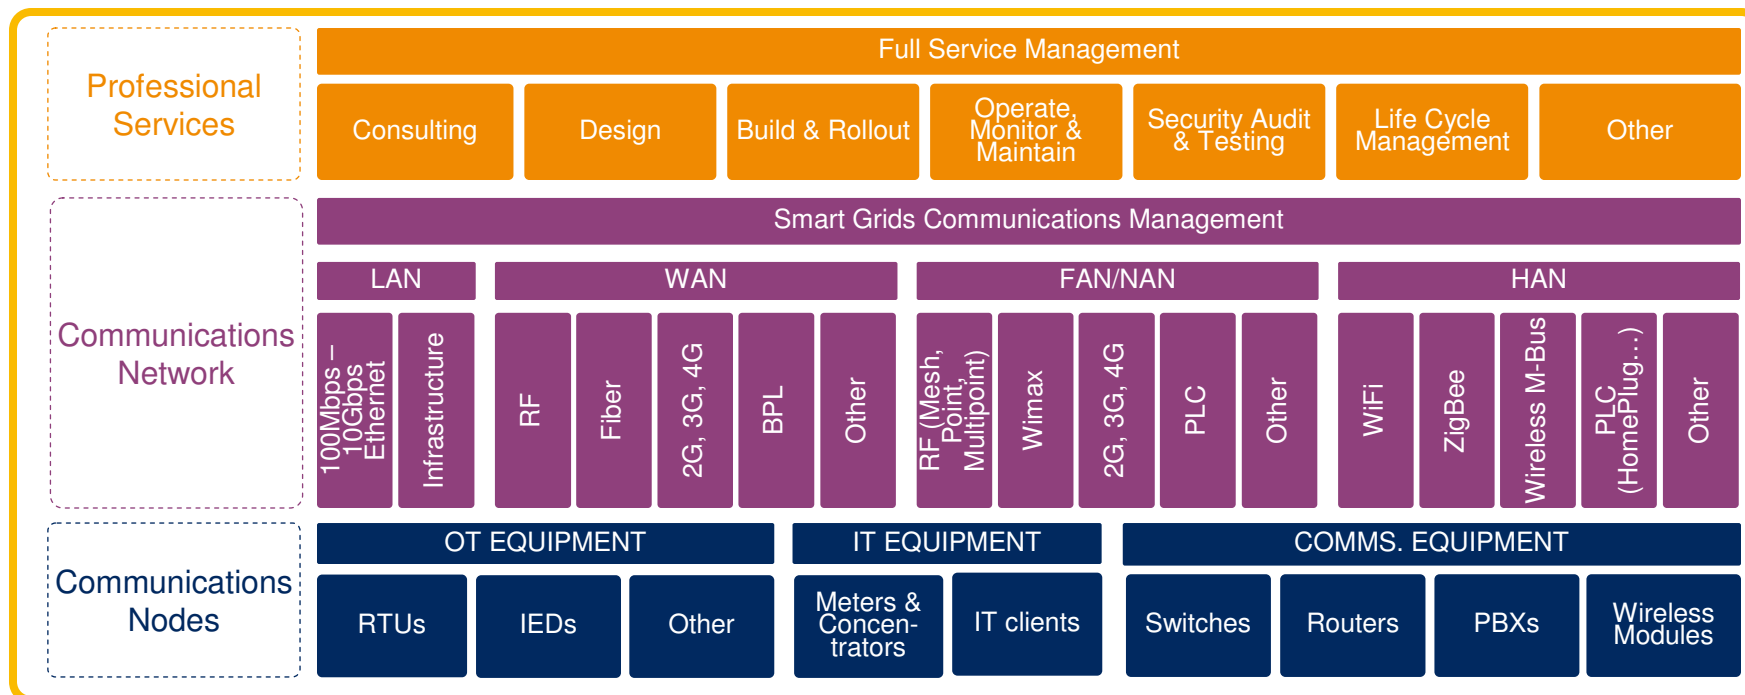 Professional
Services
Full Service Management
Consulting
Design
Build & Rollout
Operate,
Monitor &
Maintain
Security Audit
& Testing
Life Cycle
Management
Other
Communications
Network
Smart Grids Communications Management
LAN
WAN
FAN/NAN
HAN
100Mbps –
10Gbps
Ethernet
Infrastructure
RF
Fiber
2G, 3G, 4G
BPL
Other
RF (Mesh,
Point,
Multipoint)
Wimax
2G, 3G, 4G
PLC
Other
WiFi
ZigBee
Wireless M-Bus
PLC
(HomePlug…)
Other
Communications
Nodes
OT EQUIPMENT
IT EQUIPMENT
COMMS. EQUIPMENT
RTUs
IEDs
Other
Meters &
Concen-
trators
IT clients
Switches
Routers
PBXs
Wireless
Modules